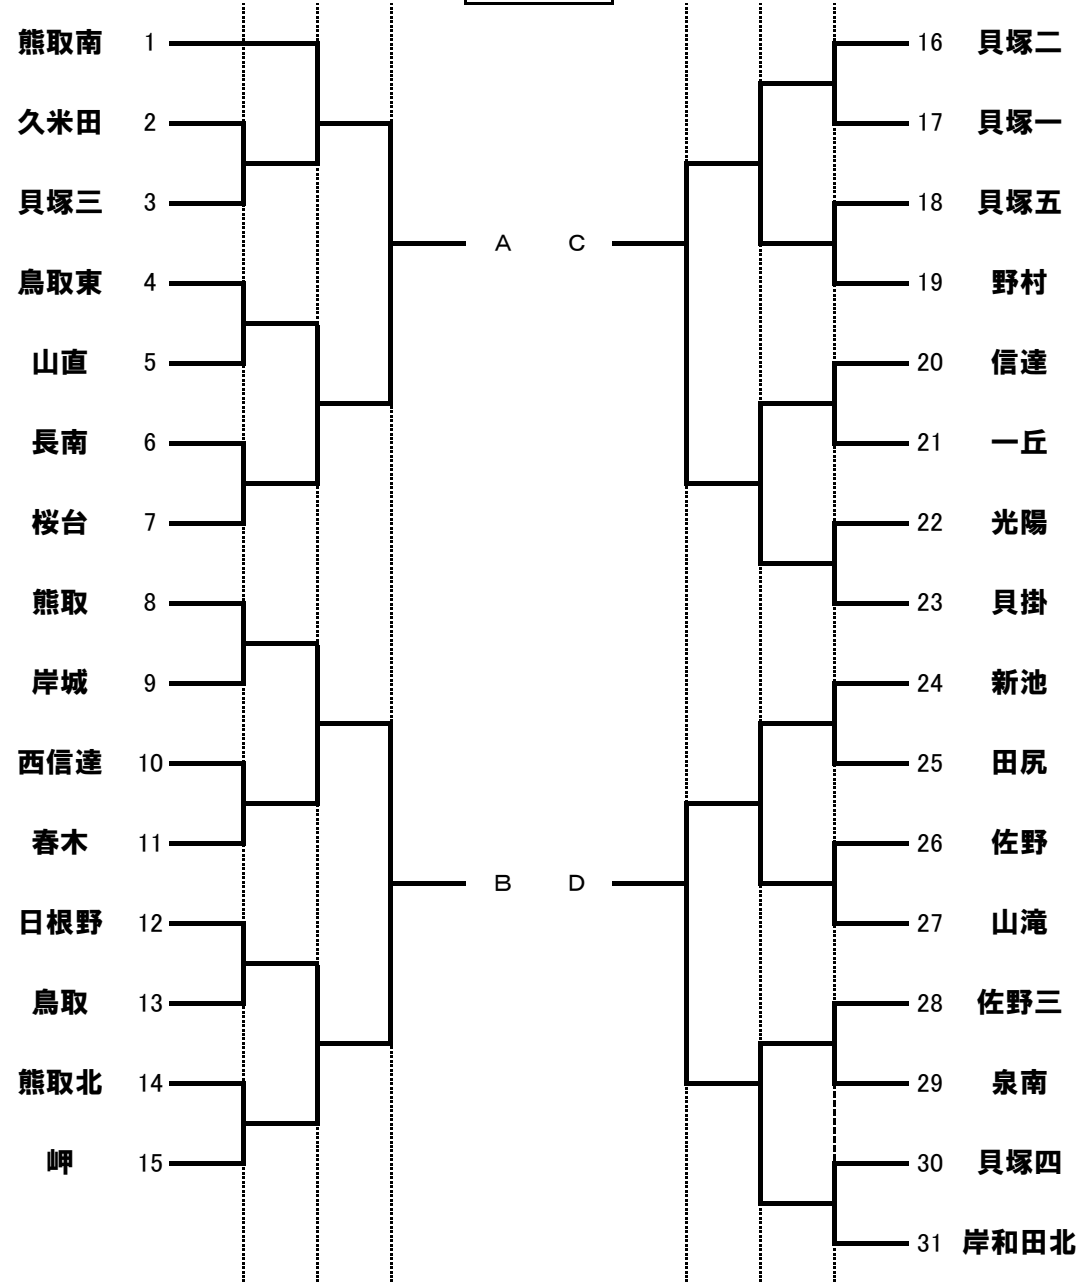 熊取南 1
久米田 2
貝塚三 3
鳥取東 4
山直 5
長南 6
桜台 7
熊取 8
岸城 9
西信達 10
春木 11
日根野 12
鳥取 13
熊取北 14
岬 15
A
B
C
D
16 貝塚二
17 貝塚一
18 貝塚五
19 野村
20 信達
21 一丘
22 光陽
23 貝掛
24 新池
25 田尻
26 佐野
27 山滝
28 佐野三
29 泉南
30 貝塚四
31 岸和田北